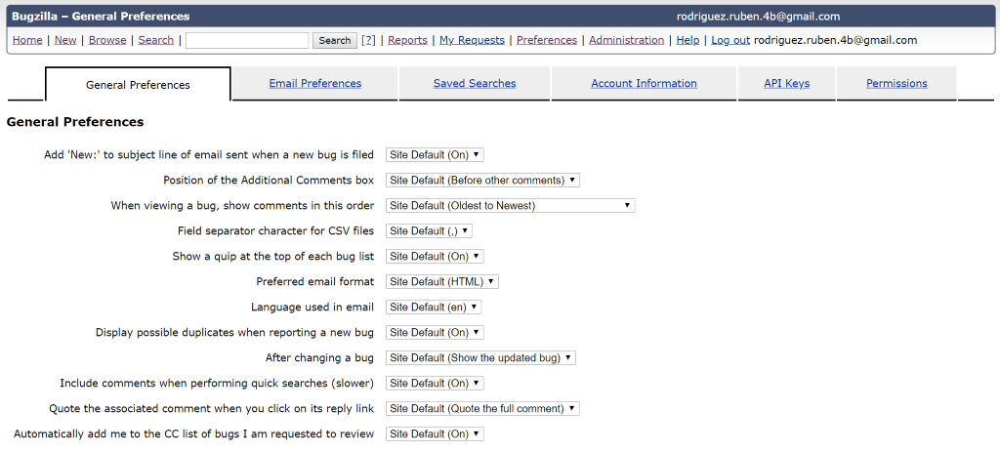 Bugzilla – General Preferences rodriguez.ruben.4b@gmail.com
Home | New | Browse | Search | Search [?] | Reports | My Requests | Preferences | Administration | Help | Log out rodriguez.ruben.4b@gmail.com
General Preferences Email Preferences Saved Searches Account Information API Keys Permissions
General Preferences
Add 'New:' to subject line of email sent when a new bug is filed Site Default (On)
Position of the Additional Comments box Site Default (Before other comments)
When viewing a bug, show comments in this order Site Default (Oldest to Newest)
Field separator character for CSV files Site Default (,)
Show a quip at the top of each bug list Site Default (On)
Preferred email format Site Default (HTML)
Language used in email Site Default (en)
Display possible duplicates when reporting a new bug Site Default (On)
After changing a bug Site Default (Show the updated bug)
Include comments when performing quick searches (slower) Site Default (On)
Quote the associated comment when you click on its reply link Site Default (Quote the full comment)
Automatically add me to the CC list of bugs I am requested to review Site Default (On)